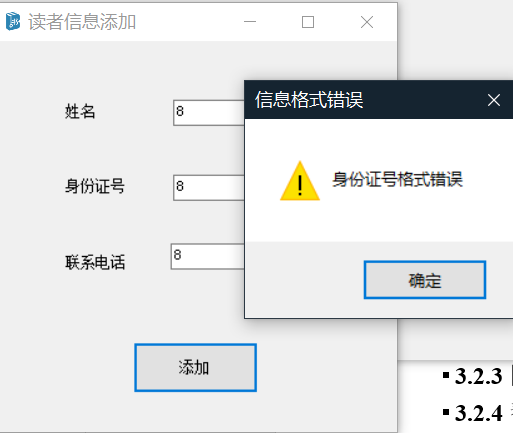 读者信息添加
信息格式错误
姓名
8
身份证号格式错误
身份证号
8
联系电话
8
确定
添加
3.2.3
3.2.4